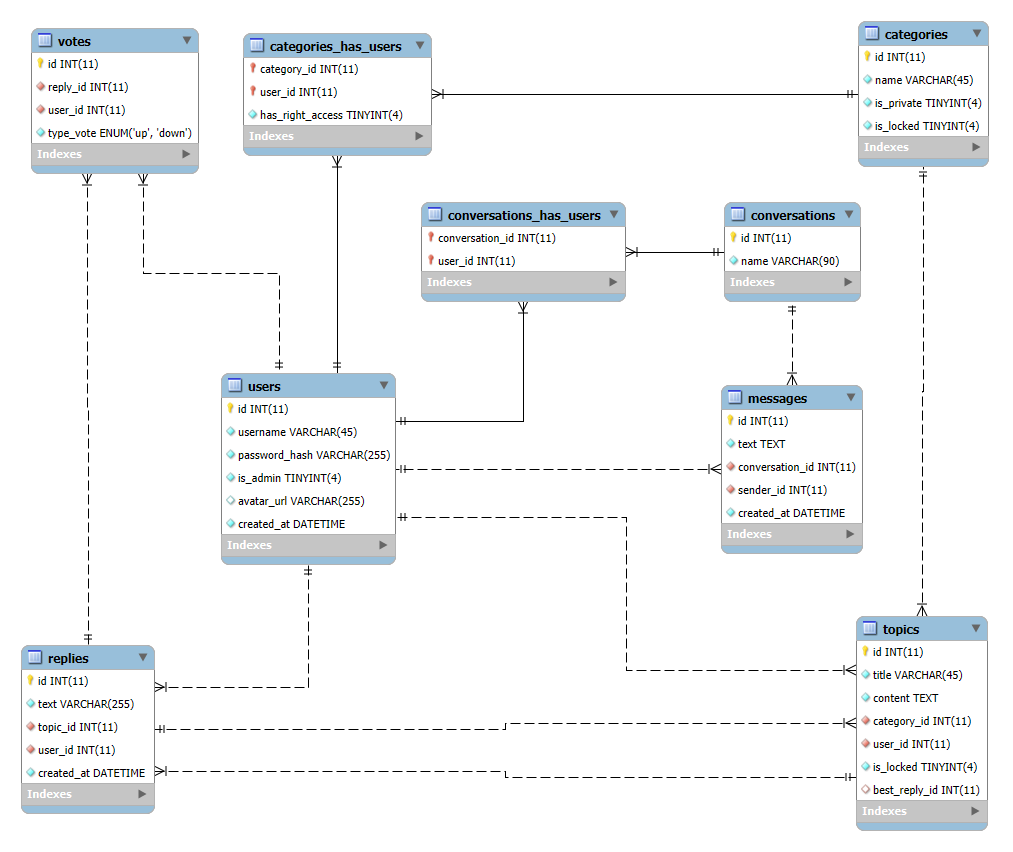 votes
id INT(11)
reply_id INT(11)
user_id INT(11)
type_vote ENUM('up', 'down')
Indexes
categories_has_users
category_id INT(11)
user_id INT(11)
has_right_access TINYINT(4)
Indexes
categories
id INT(11)
name VARCHAR(45)
is_private TINYINT(4)
is_locked TINYINT(4)
Indexes
conversations_has_users
conversation_id INT(11)
user_id INT(11)
Indexes
conversations
id INT(11)
name VARCHAR(90)
Indexes
users
id INT(11)
username VARCHAR(45)
password_hash VARCHAR(255)
is_admin TINYINT(4)
avatar_url VARCHAR(255)
created_at DATETIME
Indexes
messages
id INT(11)
text TEXT
conversation_id INT(11)
sender_id INT(11)
created_at DATETIME
Indexes
replies
id INT(11)
text VARCHAR(255)
topic_id INT(11)
user_id INT(11)
created_at DATETIME
Indexes
topics
id INT(11)
title VARCHAR(45)
content TEXT
category_id INT(11)
user_id INT(11)
is_locked TINYINT(4)
best_reply_id INT(11)
Indexes